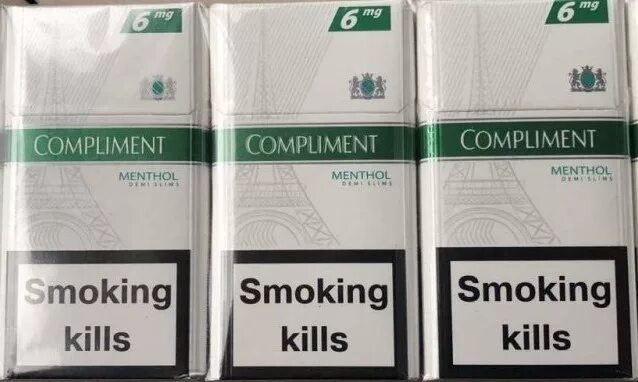 6 mg
COMPLIMENT
MENTHOL
DEMI SLIMS
Smoking
kills
6 mg
COMPLIMENT
MENTHOL
DEMI SLIMS
Smoking
kills
6 mg
COMPLIMENT
MENTHOL
DEMI SLIMS
Smoking
kills